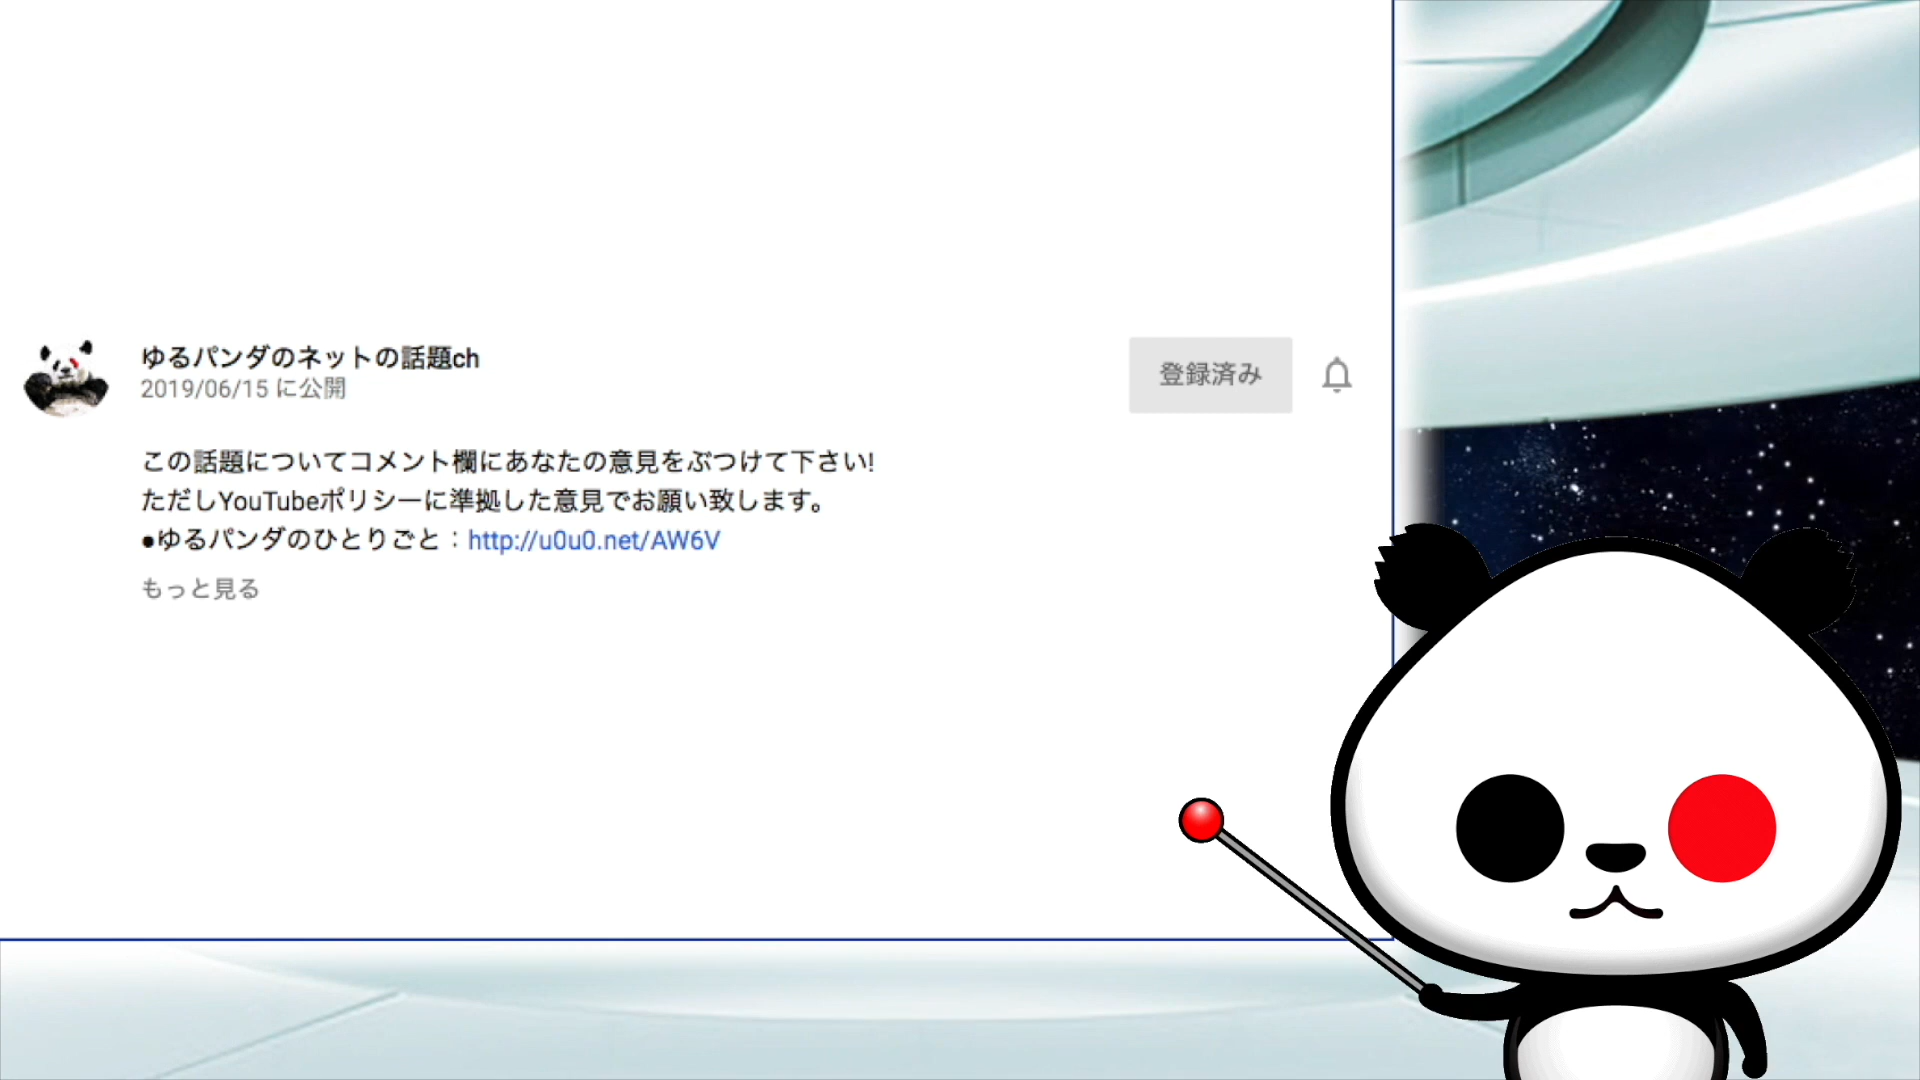 ゆるパンダのネットの話題ch
2019/06/15 に公開
登録済み
この話題についてコメント欄にあなたの意見をぶつけて下さい!
ただしYouTubeポリシーに準拠した意見でお願い致します。
●ゆるパンダのひとりごと：http://u0u0.net/AW6V
もっと見る